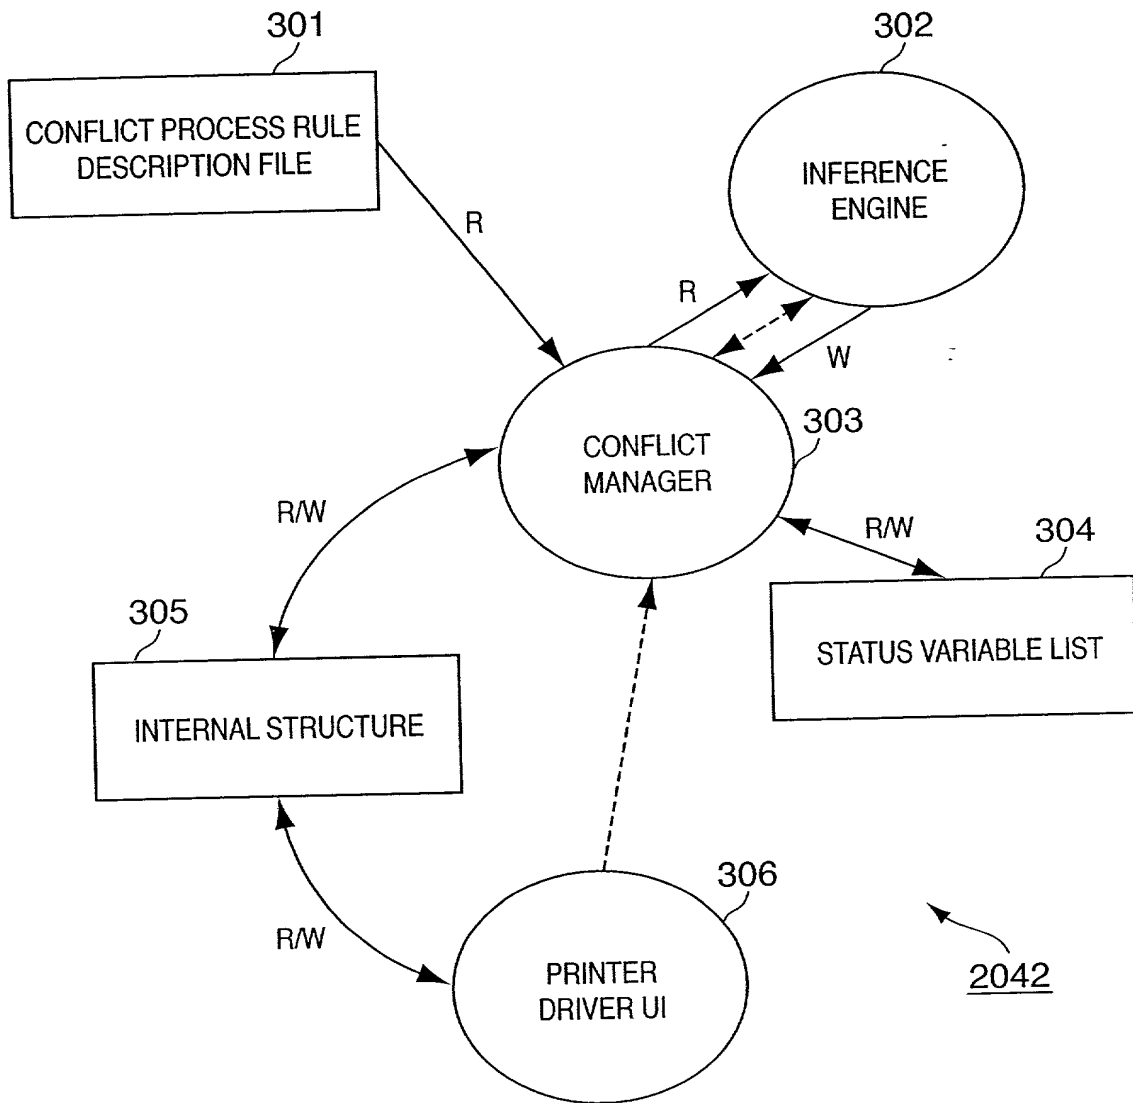 301
302
CONFLICT PROCESS RULE
DESCRIPTION FILE
INFERENCE
ENGINE
R
R
W
CONFLICT
MANAGER
303
R/W
R/W
304
305
STATUS VARIABLE LIST
INTERNAL STRUCTURE
306
R/W
PRINTER
DRIVER UI
2042